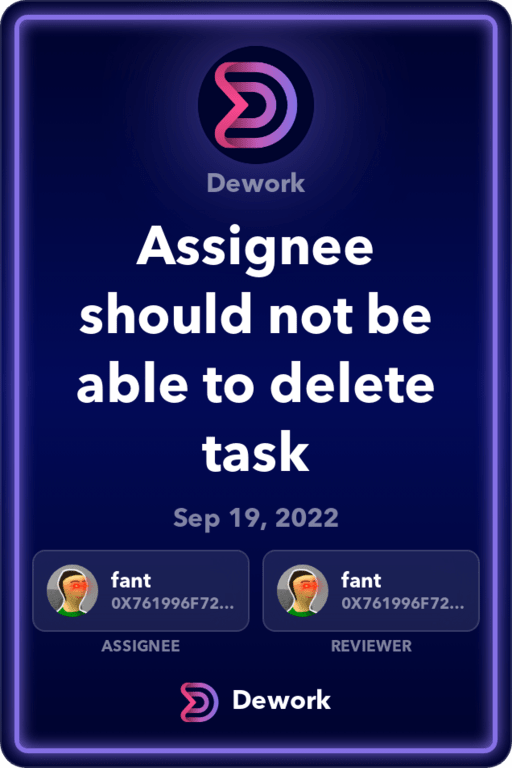 Dework
Assignee
should not be
able to delete
task
Sep 19, 2022
fant
0X761996F72...
ASSIGNEE
fant
0X761996F72...
REVIEWER
Dework